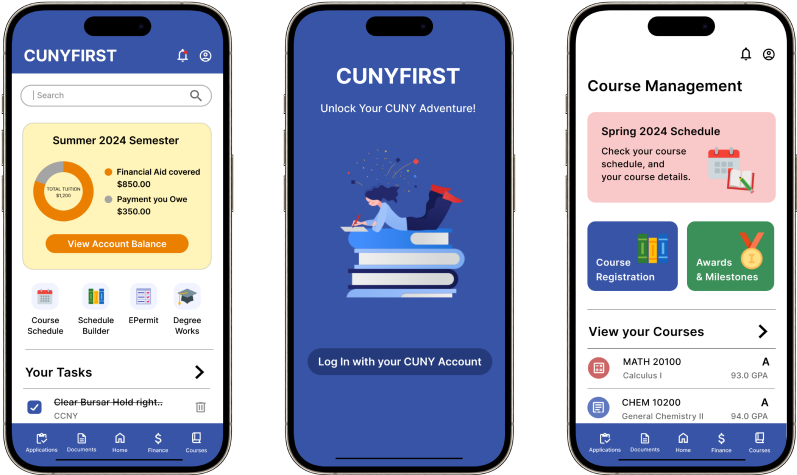 CUNYFIRST
Search
Summer 2024 Semester
TOTAL TUITION
$1,200
Financial Aid covered
$850.00
Payment you Owe
$350.00
View Account Balance
Course
Schedule
Schedule
Builder
EPermit
Degree
Works
Your Tasks
Clear Bursar Hold right..
CCNY
Applications
Documents
Home
Finance
Courses
CUNYFIRST
Unlock Your CUNY Adventure!
Log In with your CUNY Account
Course Management
Spring 2024 Schedule
Check your course
schedule, and
your course details.
Course
Registration
Awards
& Milestones
View your Courses
MATH 20100 A
Calculus I 93.0 GPA
CHEM 10200 A
General Chemistry II 94.0 GPA
Applications
Documents
Home
Finance
Courses